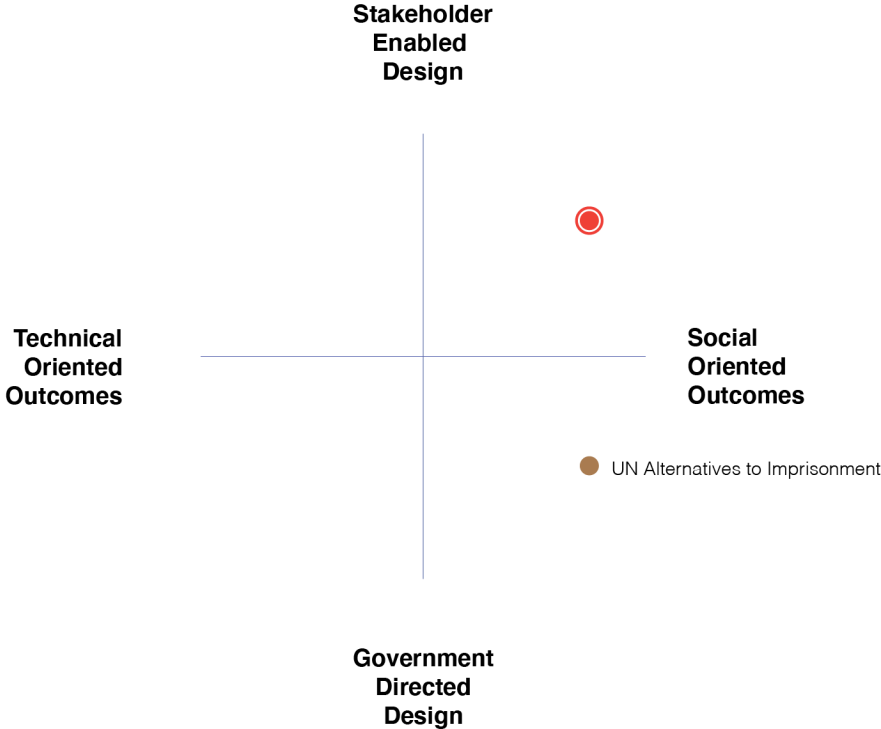 Stakeholder
Enabled
Design
Technical
Oriented
Outcomes
Social
Oriented
Outcomes
UN Alternatives to Imprisonment
Government
Directed
Design